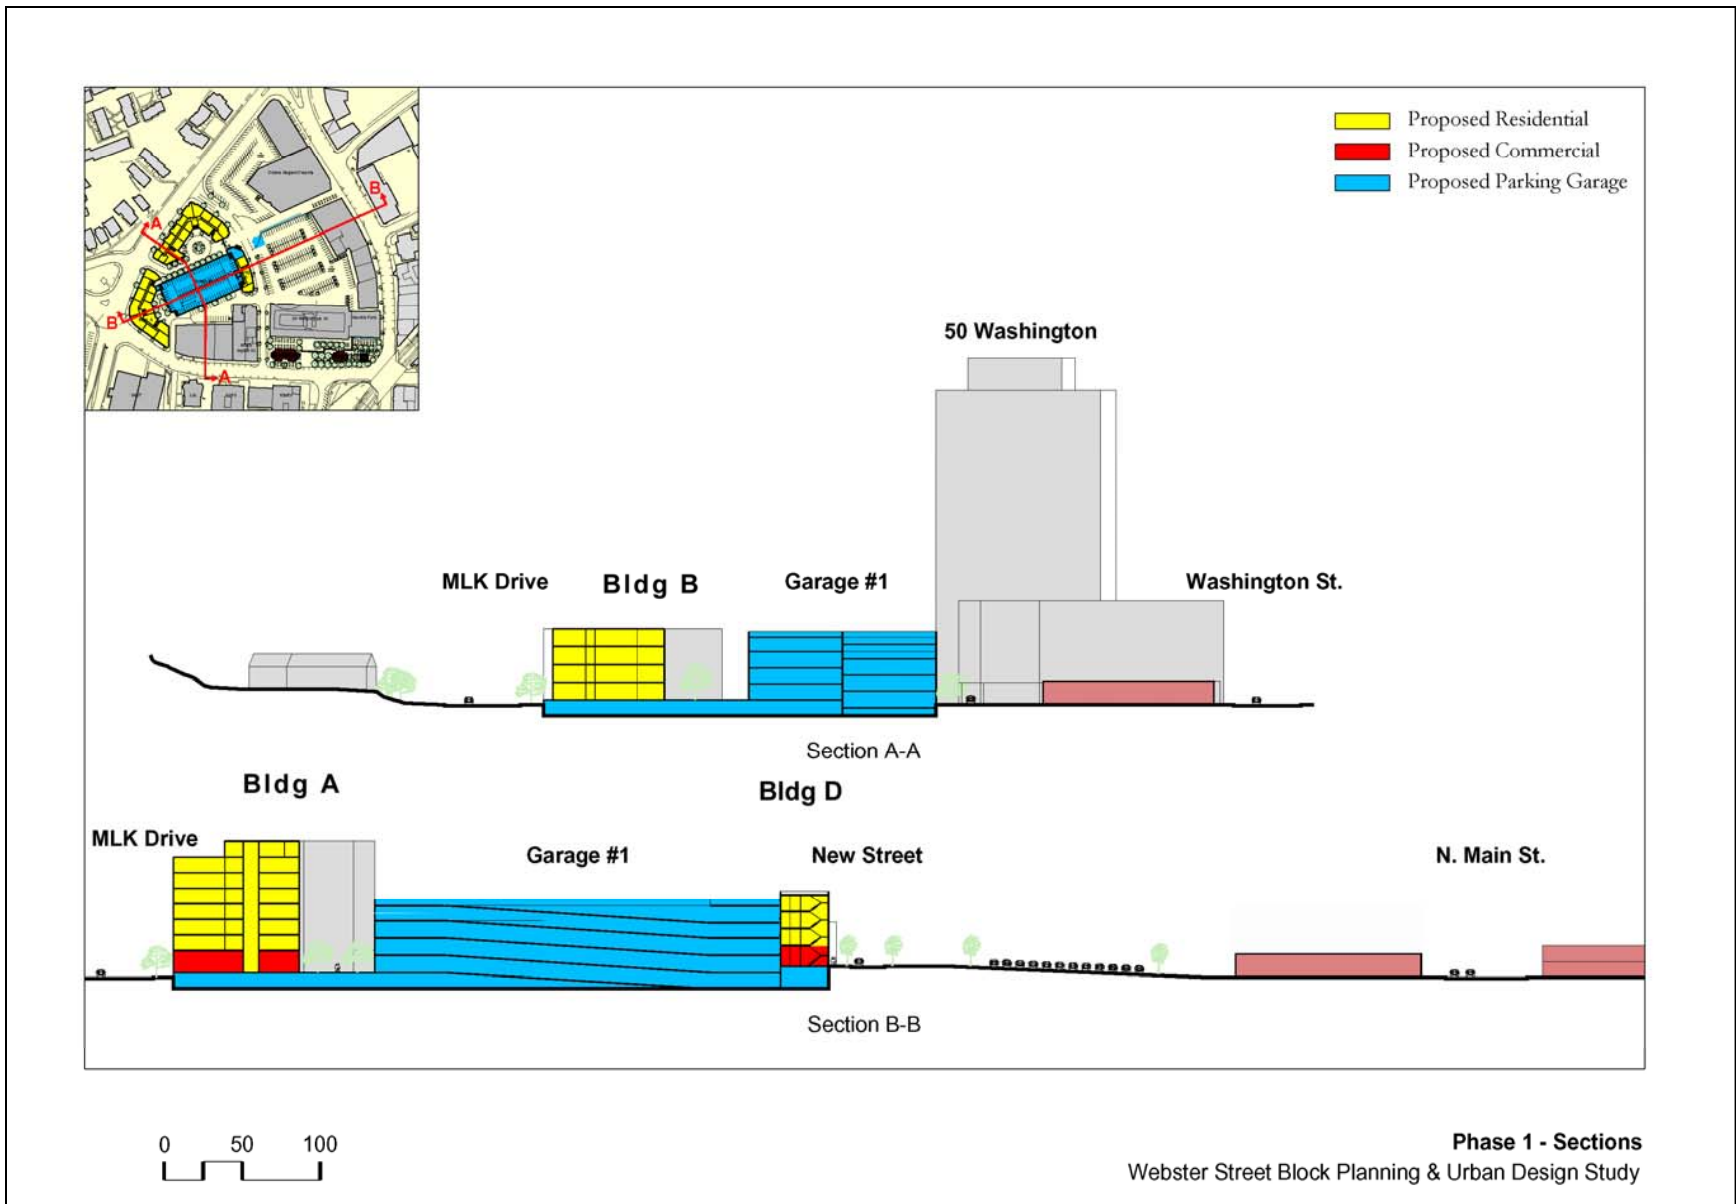 Proposed Residential
Proposed Commercial
Proposed Parking Garage
A
B
B
A
50 Washington
MLK Drive
Bldg B
Garage #1
Washington St.
Section A-A
Bldg A
Bldg D
MLK Drive
Garage #1
New Street
N. Main St.
Section B-B
0 50 100
Phase 1 - Sections
Webster Street Block Planning & Urban Design Study